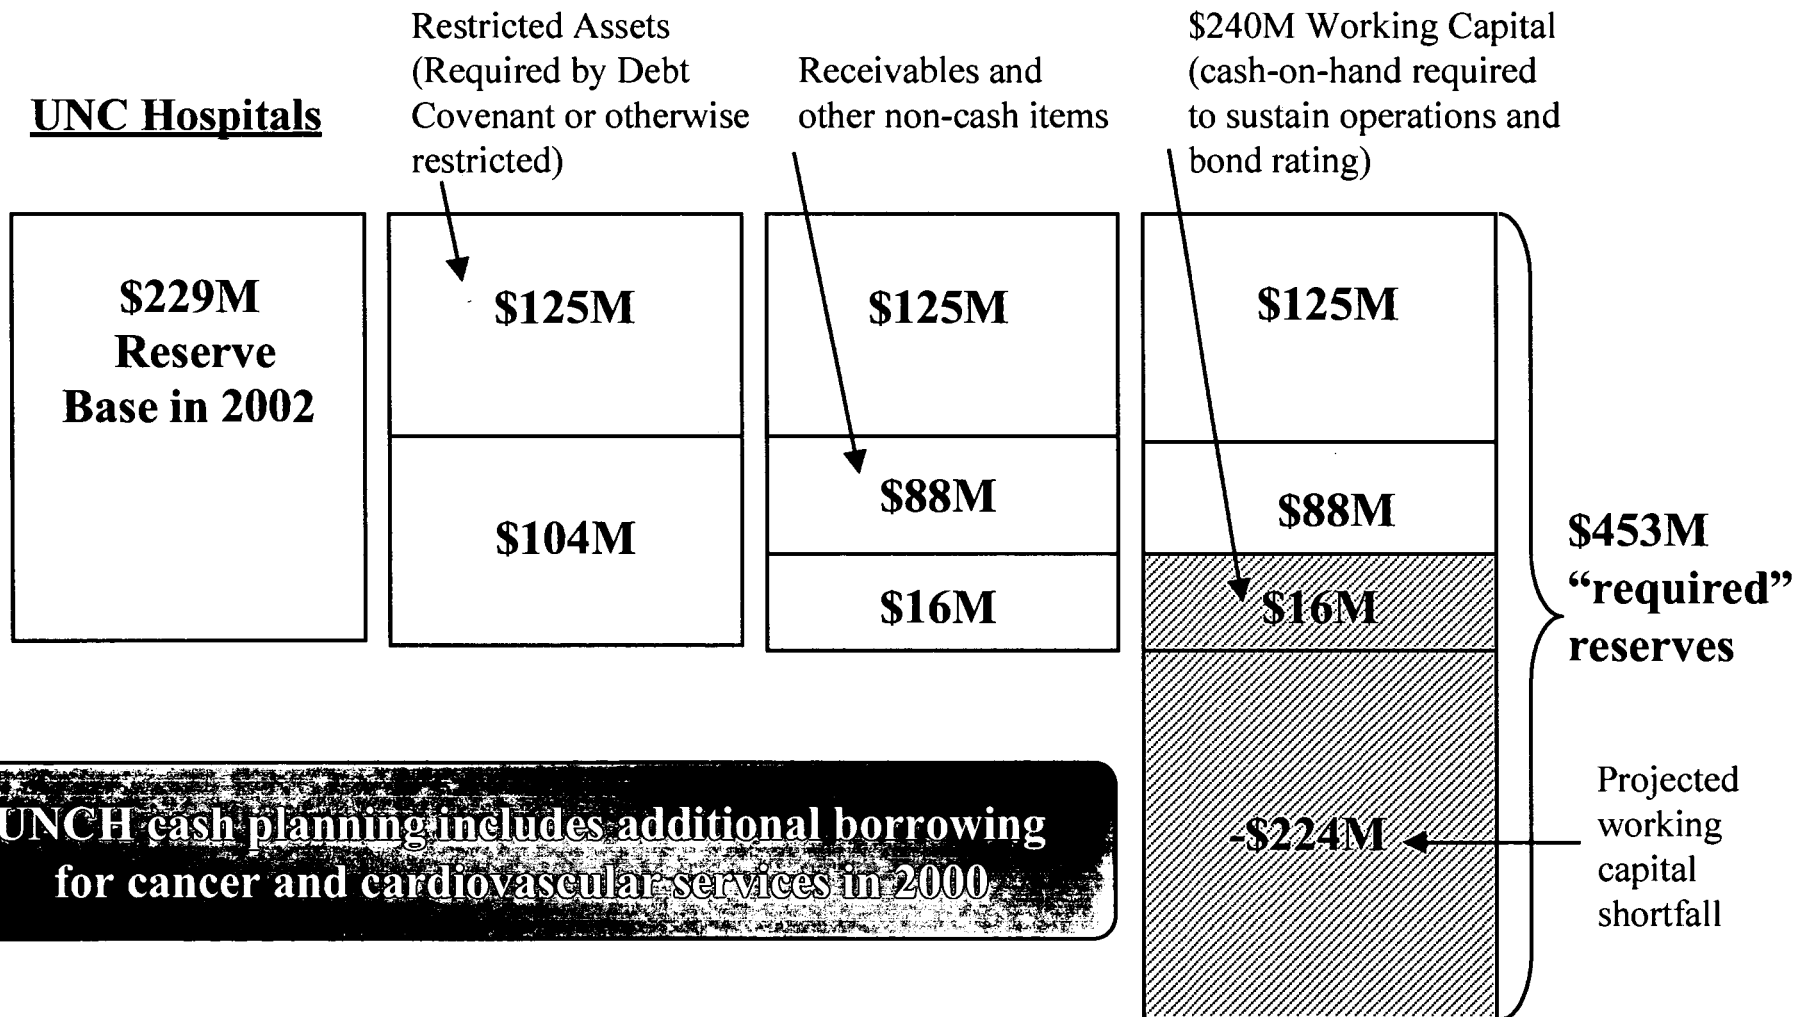 UNC Hospitals
Restricted Assets
(Required by Debt
Covenant or otherwise
restricted)
Receivables and
other non-cash items
$240M Working Capital
(cash-on-hand required
to sustain operations and
bond rating)
$229M
Reserve
Base in 2002
$125M
$104M
$125M
$88M
$16M
$125M
$88M
$16M
-$224M
$453M
“required”
reserves
Projected
working
capital
shortfall
UNCH cash planning includes additional borrowing
for cancer and cardiovascular services in 2000